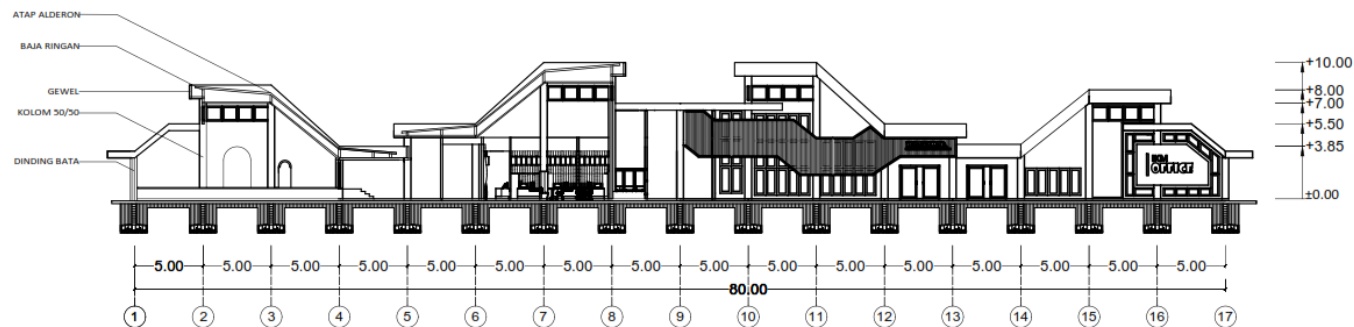 ATAP ALDERON
BAJA RINGAN
GEWEL
KOLOM 50/50
DINDING BATA
+10.00
+8.00
+7.00
+5.50
+3.85
±0.00
OFFICE
5.00 5.00 5.00 5.00 5.00 5.00 5.00 5.00 5.00 5.00 5.00 5.00 5.00 5.00 5.00 5.00
80.00
1 2 3 4 5 6 7 8 9 10 11 12 13 14 15 16 17